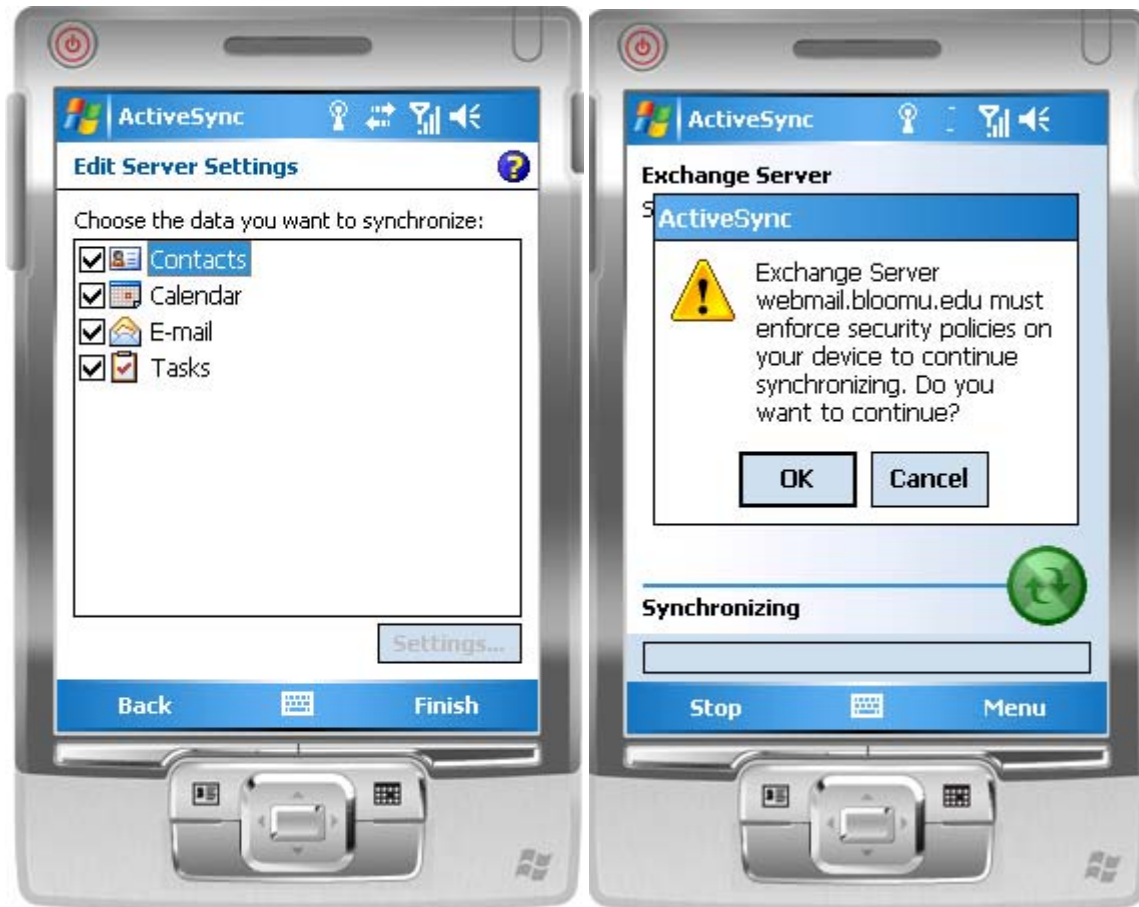 ActiveSync
Edit Server Settings
Choose the data you want to synchronize:
Contacts
Calendar
E-mail
Tasks
Settings...
Back
Finish
ActiveSync
Exchange Server
S
ActiveSync
Exchange Server
webmail.bloomu.edu must
enforce security policies on
your device to continue
synchronizing. Do you
want to continue?
OK
Cancel
Synchronizing
Stop
Menu